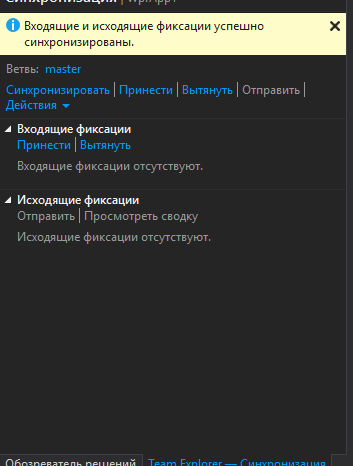 Синхронизация | WpfApp1
Входящие и исходящие фиксации успешно
синхронизированы.
Ветвь: master
Синхронизировать | Принести | Вытянуть | Отправить |
Действия
Входящие фиксации
Принести | Вытянуть
Входящие фиксации отсутствуют.
Исходящие фиксации
Отправить | Просмотреть сводку
Исходящие фиксации отсутствуют.
Обозреватель решений Team Explorer — Синхронизация